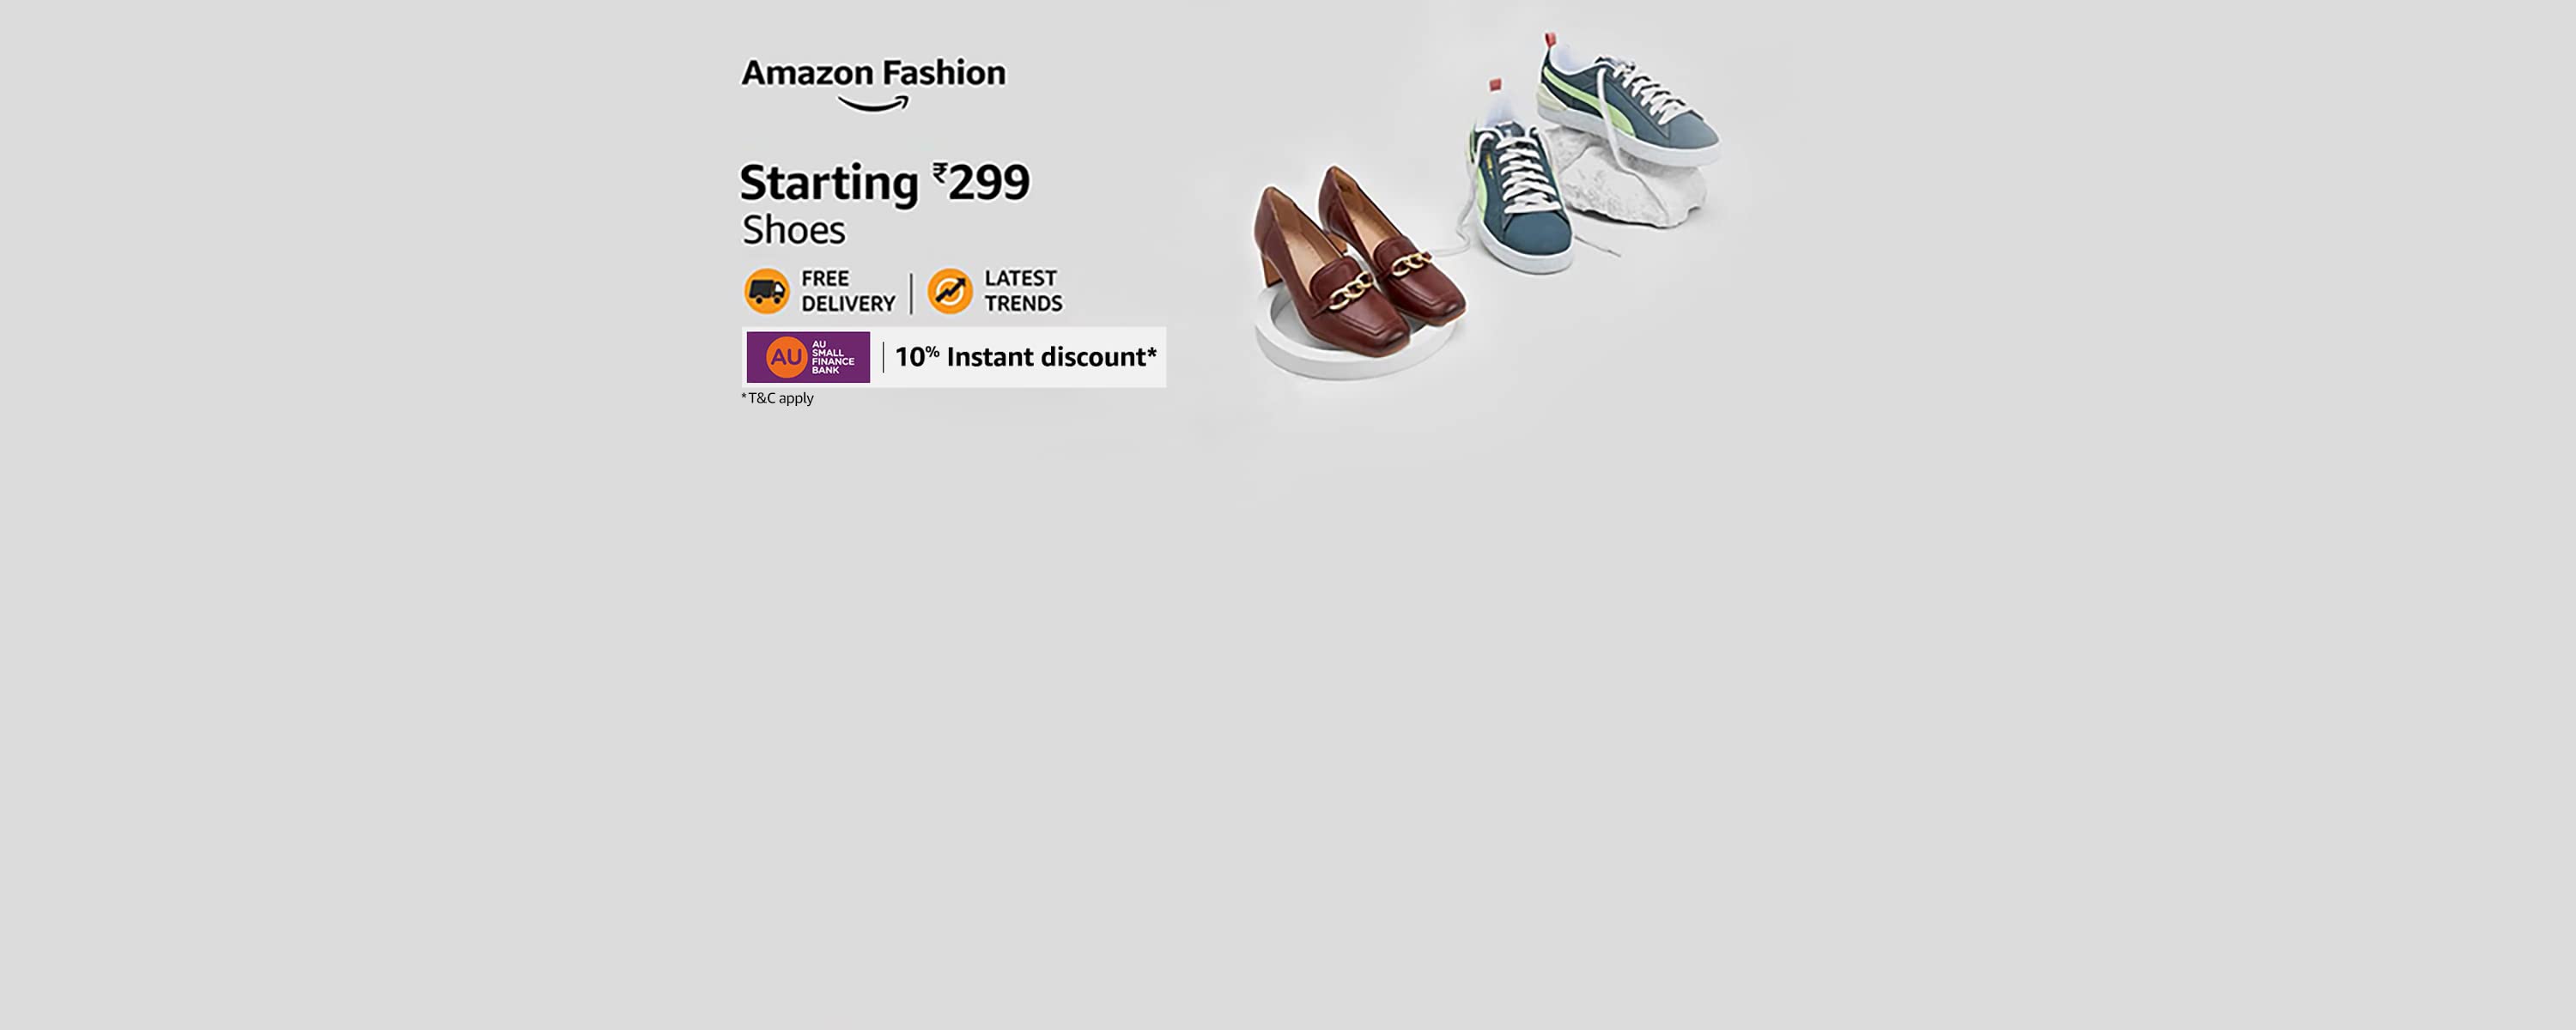 Amazon Fashion
Starting ₹299
Shoes
FREE
DELIVERY
LATEST
TRENDS
AU
AU
SMALL
FINANCE
BANK
10% Instant discount*
*T&C apply